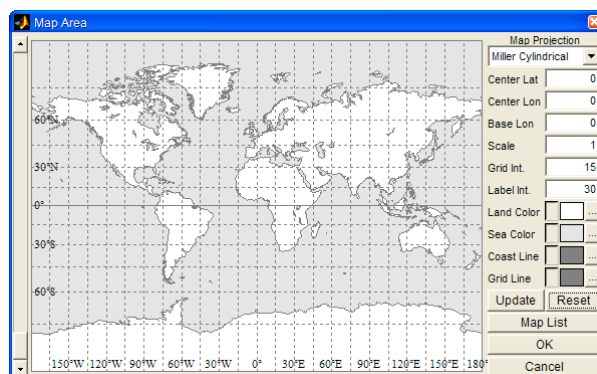 Map Area
Map Projection
Miller Cylindrical
Center Lat 0
Center Lon 0
Base Lon 0
Scale 1
Grid Int. 15
Label Int. 30
Land Color ...
Sea Color ...
Coast Line ...
Grid Line ...
Update Reset
Map List
OK
Cancel
60°N
30°N
0°
30°S
60°S
150°W 120°W 90°W 60°W 30°W 0° 30°E 60°E 90°E 120°E 150°E 180°